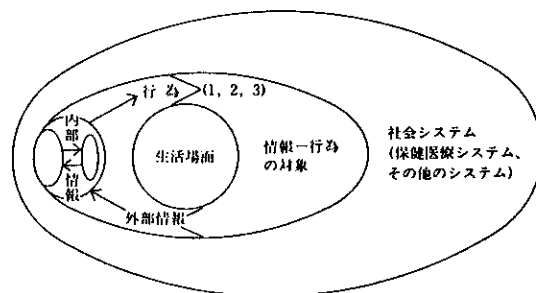 行為
(1, 2, 3)
内部
情報
生活場面
情報ー行為
の対象
外部情報
社会システム
(保健医療システム、
その他のシステム)